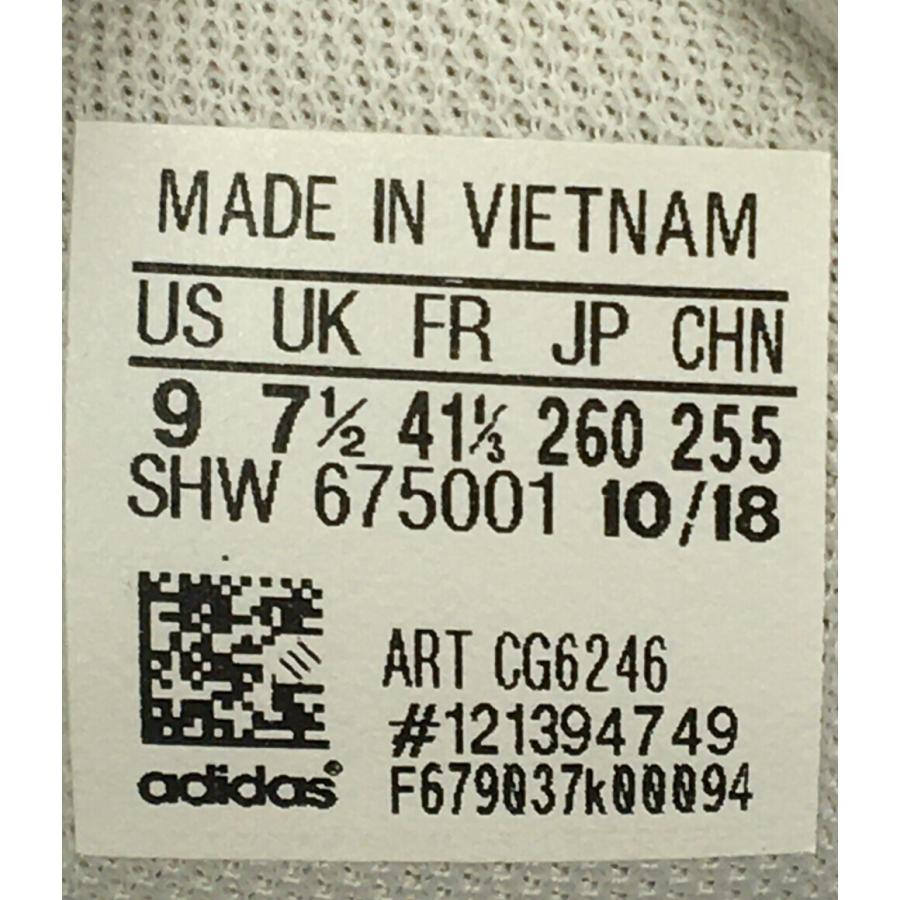 MADE IN VIETNAM
US UK FR JP CHN
9 7½ 41⅓ 260 255
SHW 675001 10/18
ART CG6246
#121394749
adidas® F679037k00094